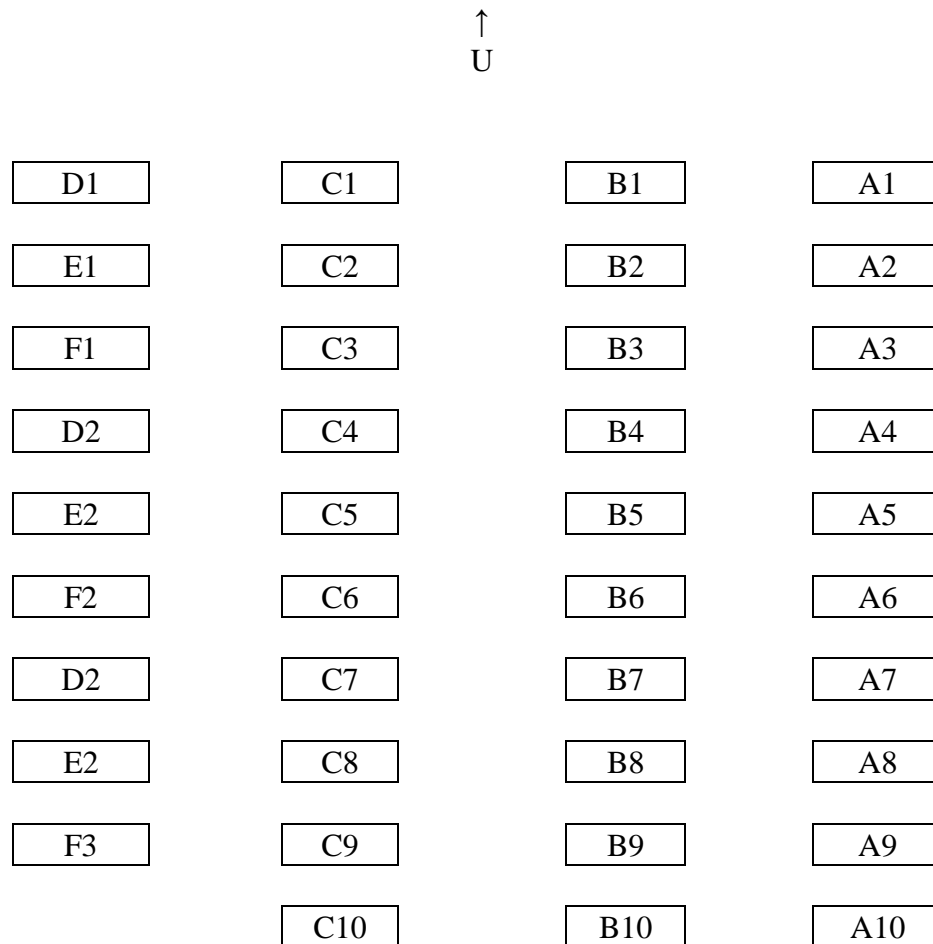 ↑
U
D1 C1 B1 A1
E1 C2 B2 A2
F1 C3 B3 A3
D2 C4 B4 A4
E2 C5 B5 A5
F2 C6 B6 A6
D2 C7 B7 A7
E2 C8 B8 A8
F3 C9 B9 A9
C10 B10 A10